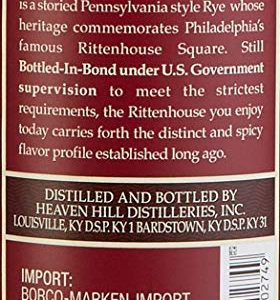 is a storied Pennsylvania style Rye whose
heritage commemorates Philadelphia's
famous Rittenhouse Square. Still
Bottled-In-Bond under U.S. Government
supervision to meet the strictest
requirements, the Rittenhouse you enjoy
today carries forth the distinct and spicy
flavor profile established long ago.
DISTILLED AND BOTTLED BY
HEAVEN HILL DISTILLERIES, INC.
LOUISVILLE, KY D.S.P. KY 1 BARDSTOWN, KY D.S.P. KY 31
IMPORT:
BORCO-MARKEN-IMPORT
02749